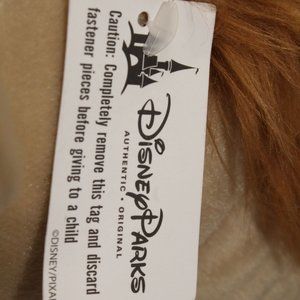 DISNEY PARKS
AUTHENTIC • ORIGINAL
Caution: Completely remove this tag and discard
fastener pieces before giving to a child
©DISNEY/PIXAR